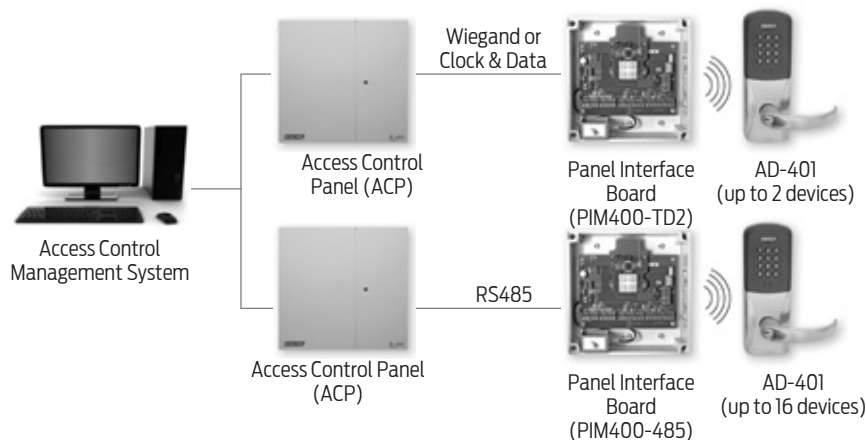 Wiegand or
Clock & Data
Access Control
Panel (ACP)
Panel Interface
Board
(PIM400-TD2)
AD-401
(up to 2 devices)
Access Control
Management System
RS485
Access Control Panel
(ACP)
Panel Interface
Board
(PIM400-485)
AD-401
(up to 16 devices)